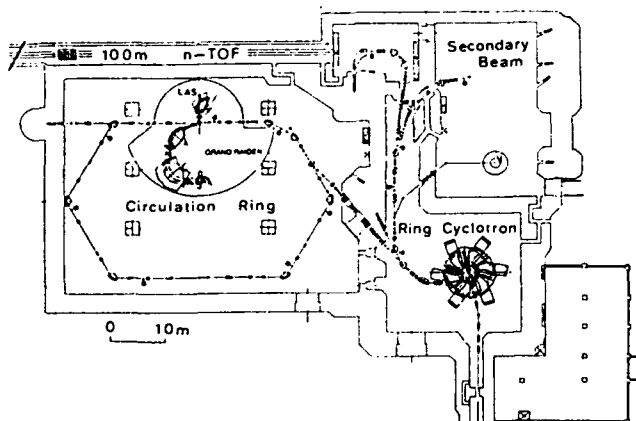 100m n-TOF
Secondary
Beam
LAS
GRAND RAIDEN
Circulation Ring
Ring Cyclotron
0 10m